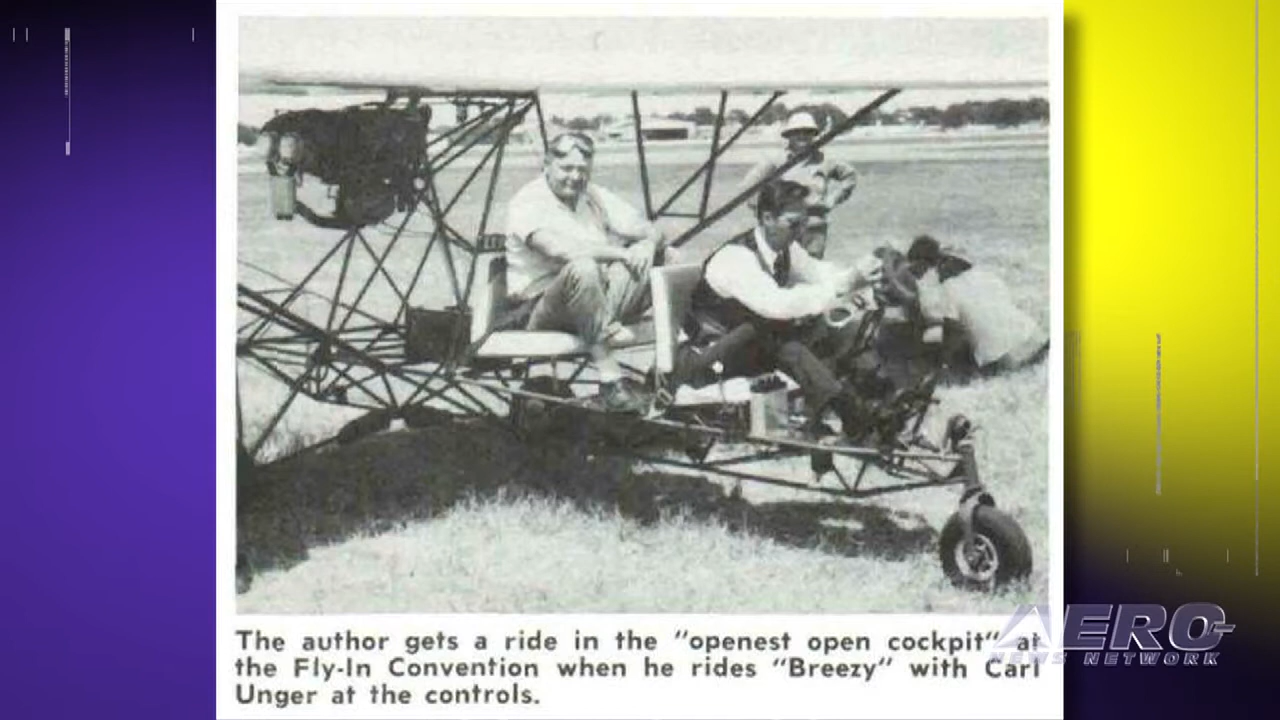 The author gets a ride in the "openest open cockpit" at
the Fly-In Convention when he rides "Breezy" with Carl
Unger at the controls.
AERO
NEWS NETWORK